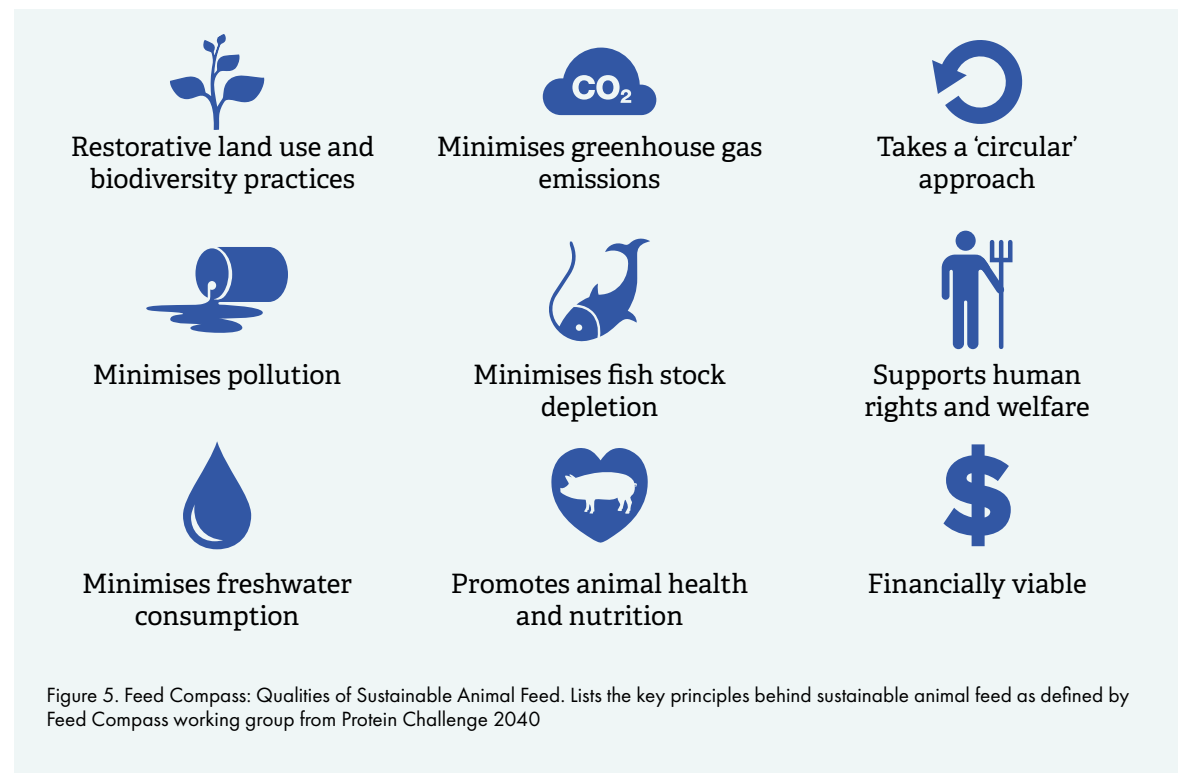 Restorative land use and
biodiversity practices
CO2
Minimises greenhouse gas
emissions
Takes a ‘circular’
approach
Minimises pollution
Minimises fish stock
depletion
Supports human
rights and welfare
Minimises freshwater
consumption
Promotes animal health
and nutrition
$
Financially viable
Figure 5. Feed Compass: Qualities of Sustainable Animal Feed. Lists the key principles behind sustainable animal feed as defined by
Feed Compass working group from Protein Challenge 2040